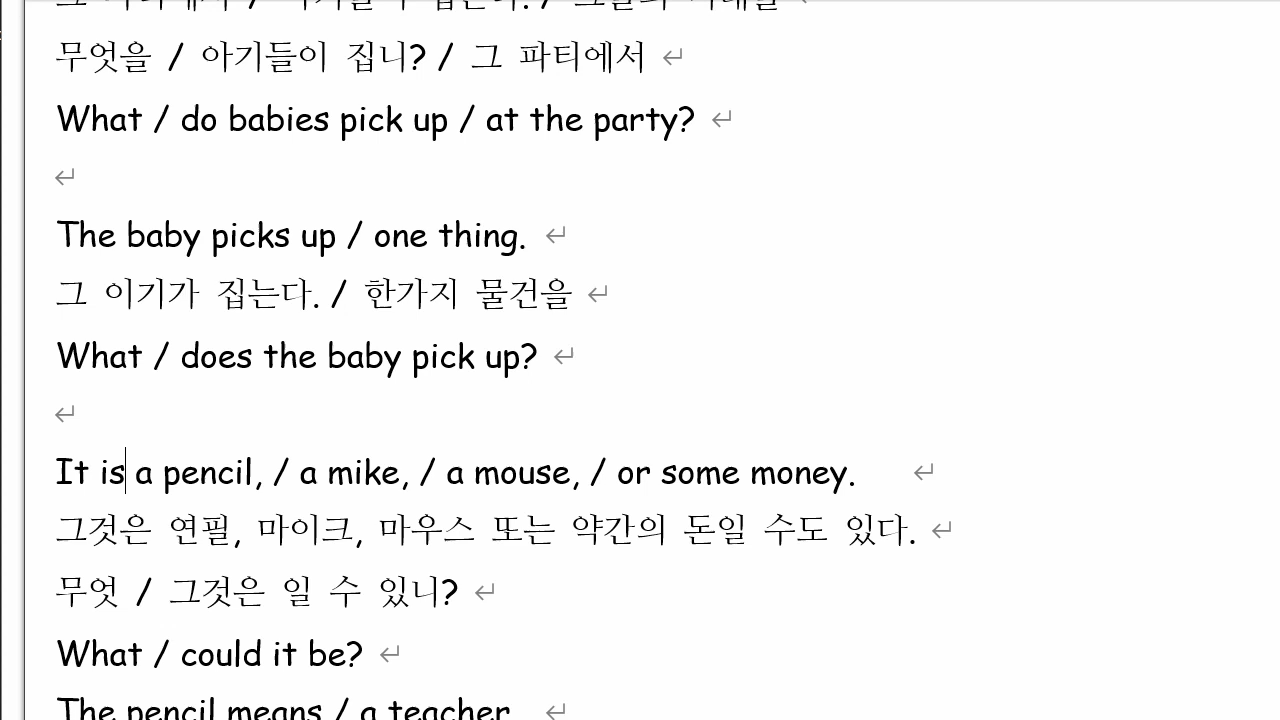 무엇을 / 아기들이 집니? / 그 파티에서
What / do babies pick up / at the party?
The baby picks up / one thing.
그 이기가 집는다. / 한가지 물건을
What / does the baby pick up?
It is a pencil, / a mike, / a mouse, / or some money.
그것은 연필, 마이크, 마우스 또는 약간의 돈일 수도 있다.
무엇 / 그것은 일 수 있니?
What / could it be?
The pencil means / a teacher